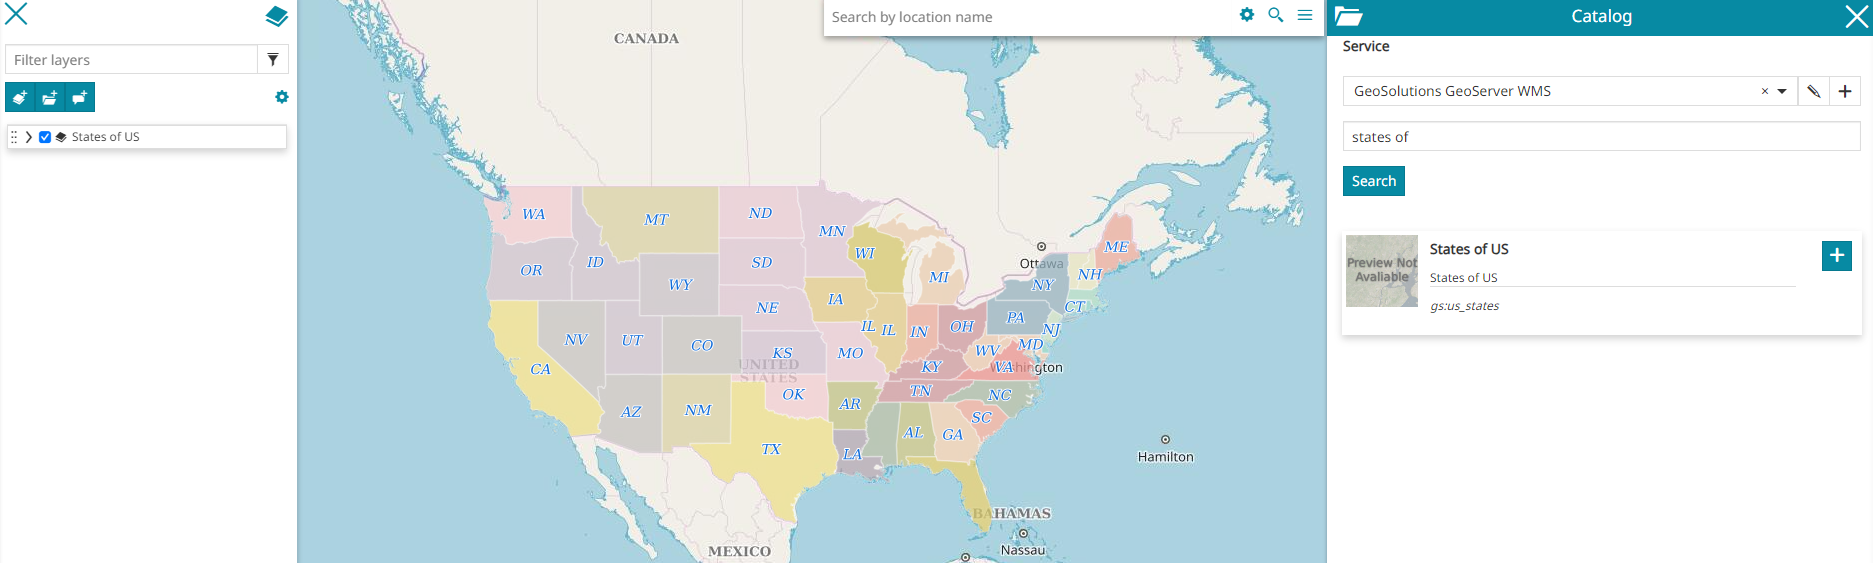 Filter layers
States of US
Search by location name
CANADA
WA
MT
ND
MN
ME
OR
ID
SD
WI
Ottawa
MI
NH
WY
NY
NE
IA
CT
NV
UT
CO
KS
MO
IL
IL
IN
OH
PA
NJ
MD
WV
UNITED
STATES
CA
KY
VA
Washington
OK
TN
NC
AZ
NM
AR
SC
AL
GA
TX
LA
Hamilton
BAHAMAS
MEXICO
Nassau
Catalog
Service
GeoSolutions GeoServer WMS
states of
Search
Preview Not
Available
States of US
States of US
gs:us_states